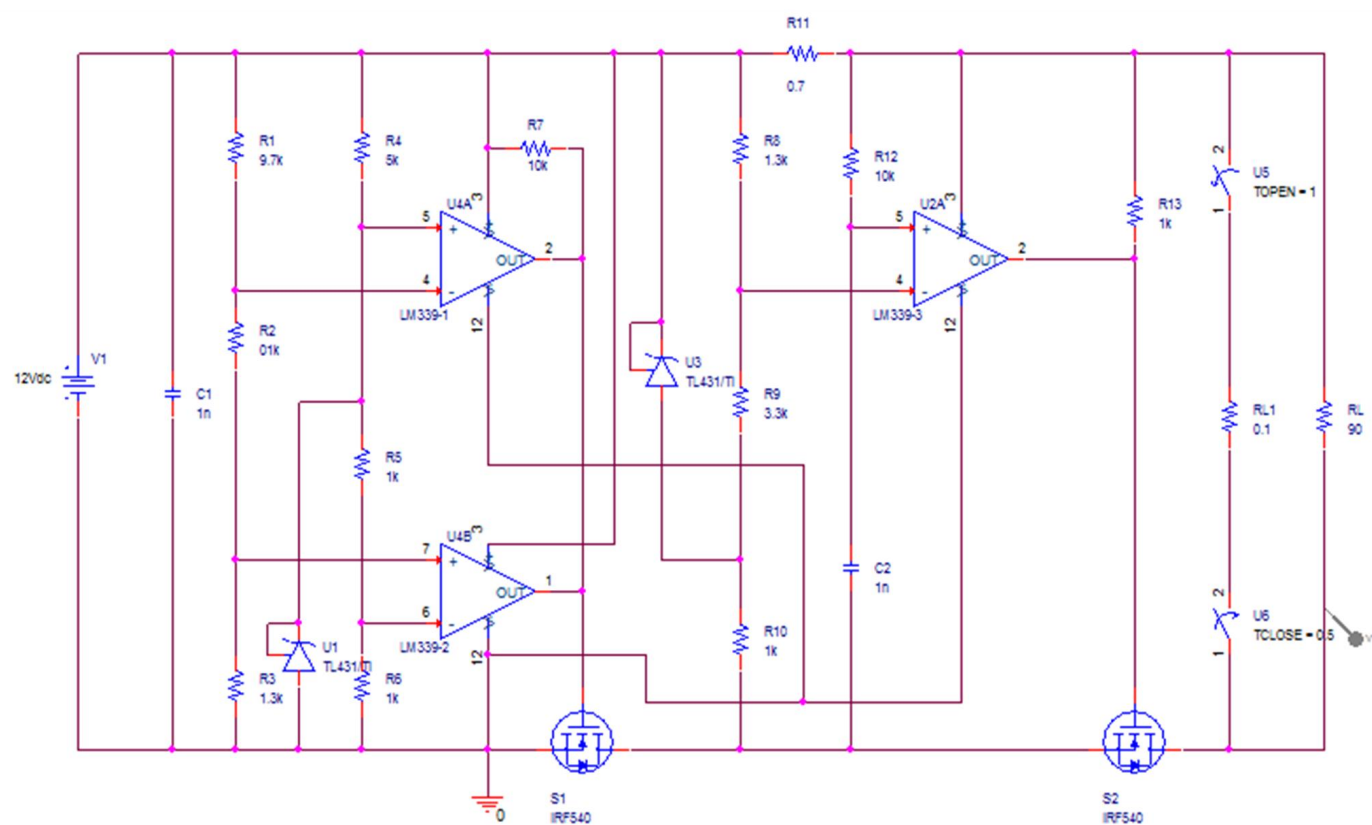 R11
0.7
R1
9.7k
R4
5k
R7
10k
3
U4A
5
+
4
-
OUT
2
12
LM339-1
R8
1.3k
R12
10k
3
U2A
5
+
4
-
OUT
2
12
LM339-3
R13
1k
2
U5
TOPEN = 1
1
R2
01k
V1
12Vdc
C1
1n
U3
TL431/TI
R9
3.3k
RL1
0.1
RL
90
R5
1k
3
U4B
7
+
6
-
OUT
1
12
LM339-2
C2
1n
2
U6
TCLOSE = 0.5
1
V
R3
1.3k
U1
TL431/TI
R6
1k
R10
1k
0
S1
IRF540
S2
IRF540